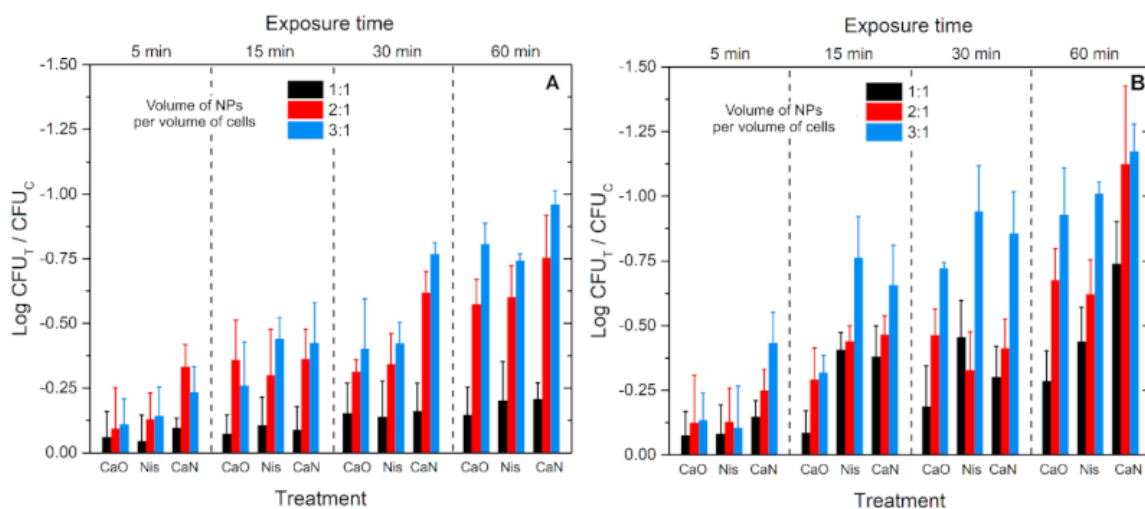 Exposure time
5 min 15 min 30 min 60 min
-1.50
-1.25
-1.00
-0.75
-0.50
-0.25
0.00
Log CFU_T / CFU_C
A
Volume of NPs
per volume of cells
1:1
2:1
3:1
CaO Nis CaN CaO Nis CaN CaO Nis CaN CaO Nis CaN
Treatment
Exposure time
5 min 15 min 30 min 60 min
-1.50
-1.25
-1.00
-0.75
-0.50
-0.25
0.00
Log CFU_T / CFU_C
B
Volume of NPs
per volume of cells
1:1
2:1
3:1
CaO Nis CaN CaO Nis CaN CaO Nis CaN CaO Nis CaN
Treatment